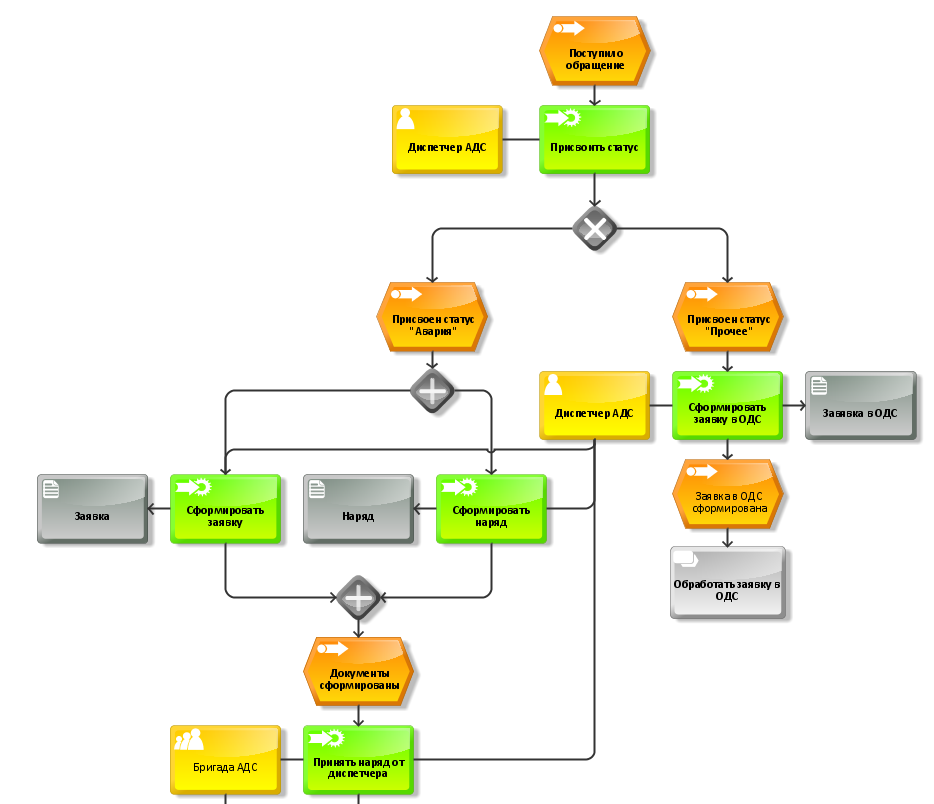 Поступило
обращение
Диспетчер АДС
Присвоить статус
Присвоен статус
"Авария"
Присвоен статус
"Прочее"
Диспетчер АДС
Сформировать
заявку в ОДС
Завявка в ОДС
Заявка
Сформировать
заявку
Наряд
Сформировать
наряд
Заявка в ОДС
сформирована
Обработать заявку в
ОДС
Документы
сформированы
Бригада АДС
Принять наряд от
диспетчера